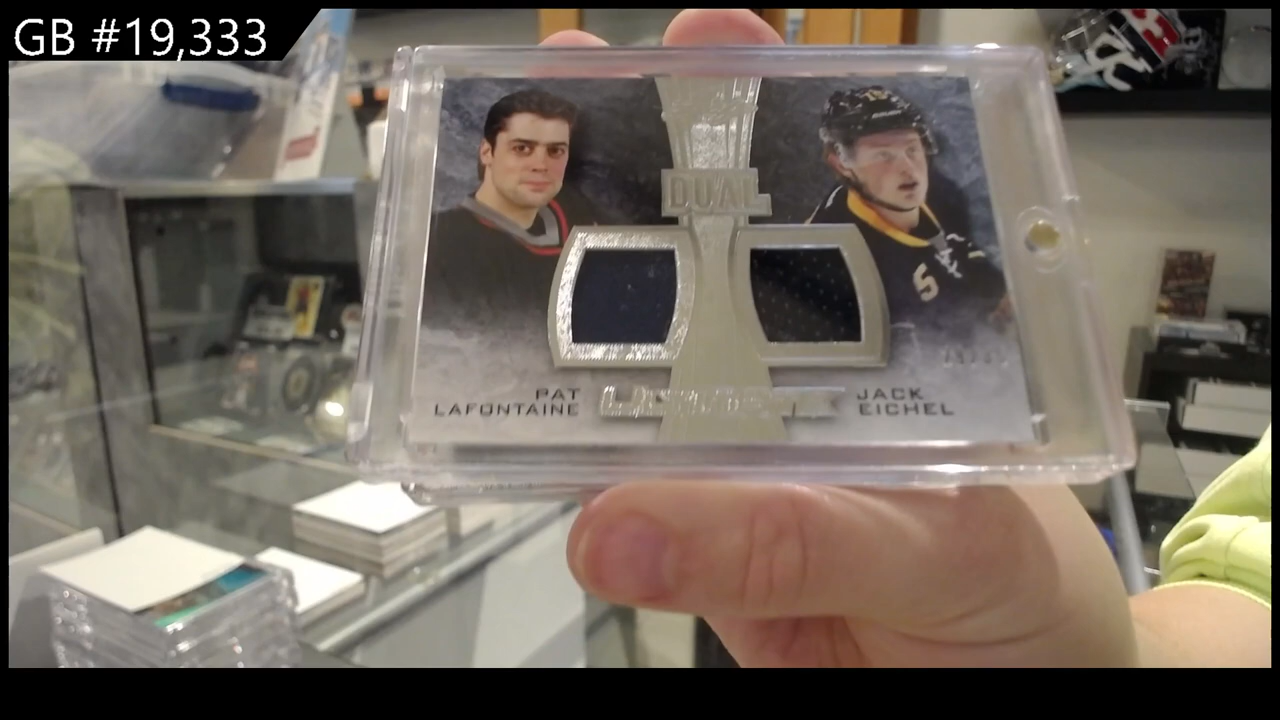 GB #19,333
DUAL
PAT
LAFONTAINE
JACK
EICHEL